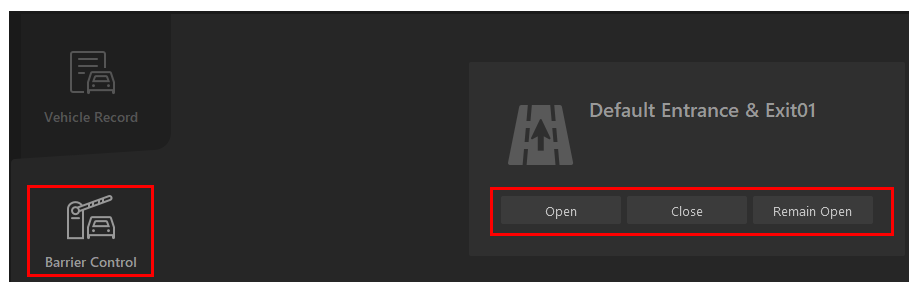 Vehicle Record
Default Entrance & Exit01
Open
Close
Remain Open
Barrier Control